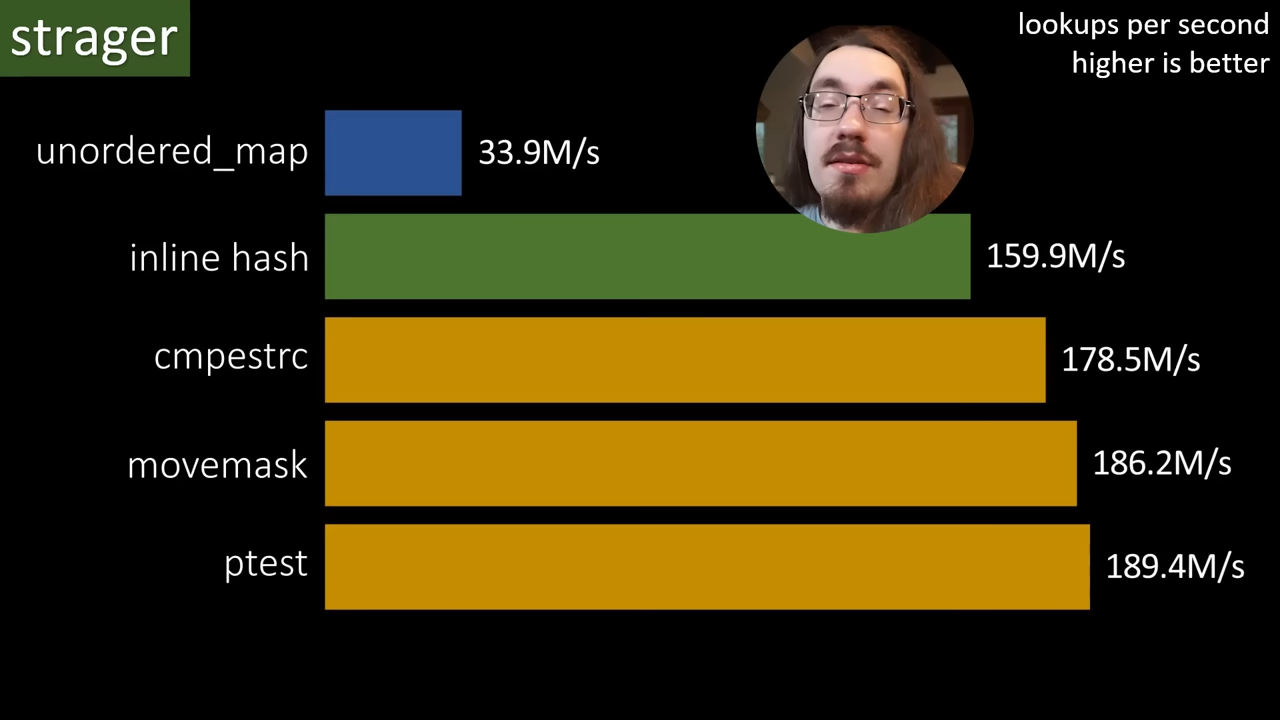 strager
lookups per second
higher is better
unordered_map 33.9M/s
inline hash 159.9M/s
cmpestrc 178.5M/s
movemask 186.2M/s
ptest 189.4M/s